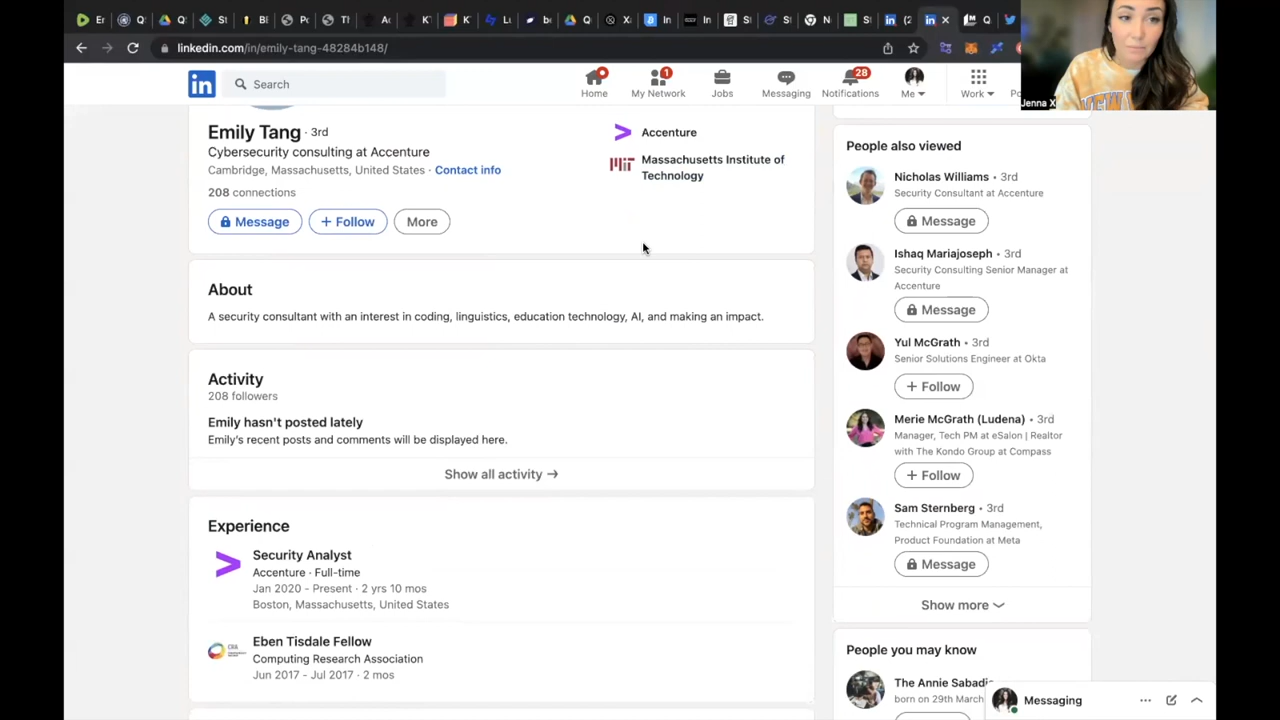 linkedin.com/in/emily-tang-48284b148/
Jenna X
Search
Home
1
My Network
Jobs
Messaging
28
Notifications
Me
Work
Emily Tang · 3rd
Cybersecurity consulting at Accenture
Cambridge, Massachusetts, United States · Contact info
208 connections
Message
+ Follow
More
Accenture
Massachusetts Institute of
Technology
About
A security consultant with an interest in coding, linguistics, education technology, AI, and making an impact.
Activity
208 followers
Emily hasn't posted lately
Emily's recent posts and comments will be displayed here.
Show all activity →
Experience
Security Analyst
Accenture · Full-time
Jan 2020 - Present · 2 yrs 10 mos
Boston, Massachusetts, United States
Eben Tisdale Fellow
Computing Research Association
Jun 2017 - Jul 2017 · 2 mos
People also viewed
Nicholas Williams • 3rd
Security Consultant at Accenture
Message
Ishaq Mariajoseph • 3rd
Security Consulting Senior Manager at
Accenture
Message
Yul McGrath • 3rd
Senior Solutions Engineer at Okta
+ Follow
Merie McGrath (Ludena) • 3rd
Manager, Tech PM at eSalon | Realtor
with The Kondo Group at Compass
+ Follow
Sam Sternberg • 3rd
Technical Program Management,
Product Foundation at Meta
Message
Show more
People you may know
The Annie
born on 29th March
Messaging